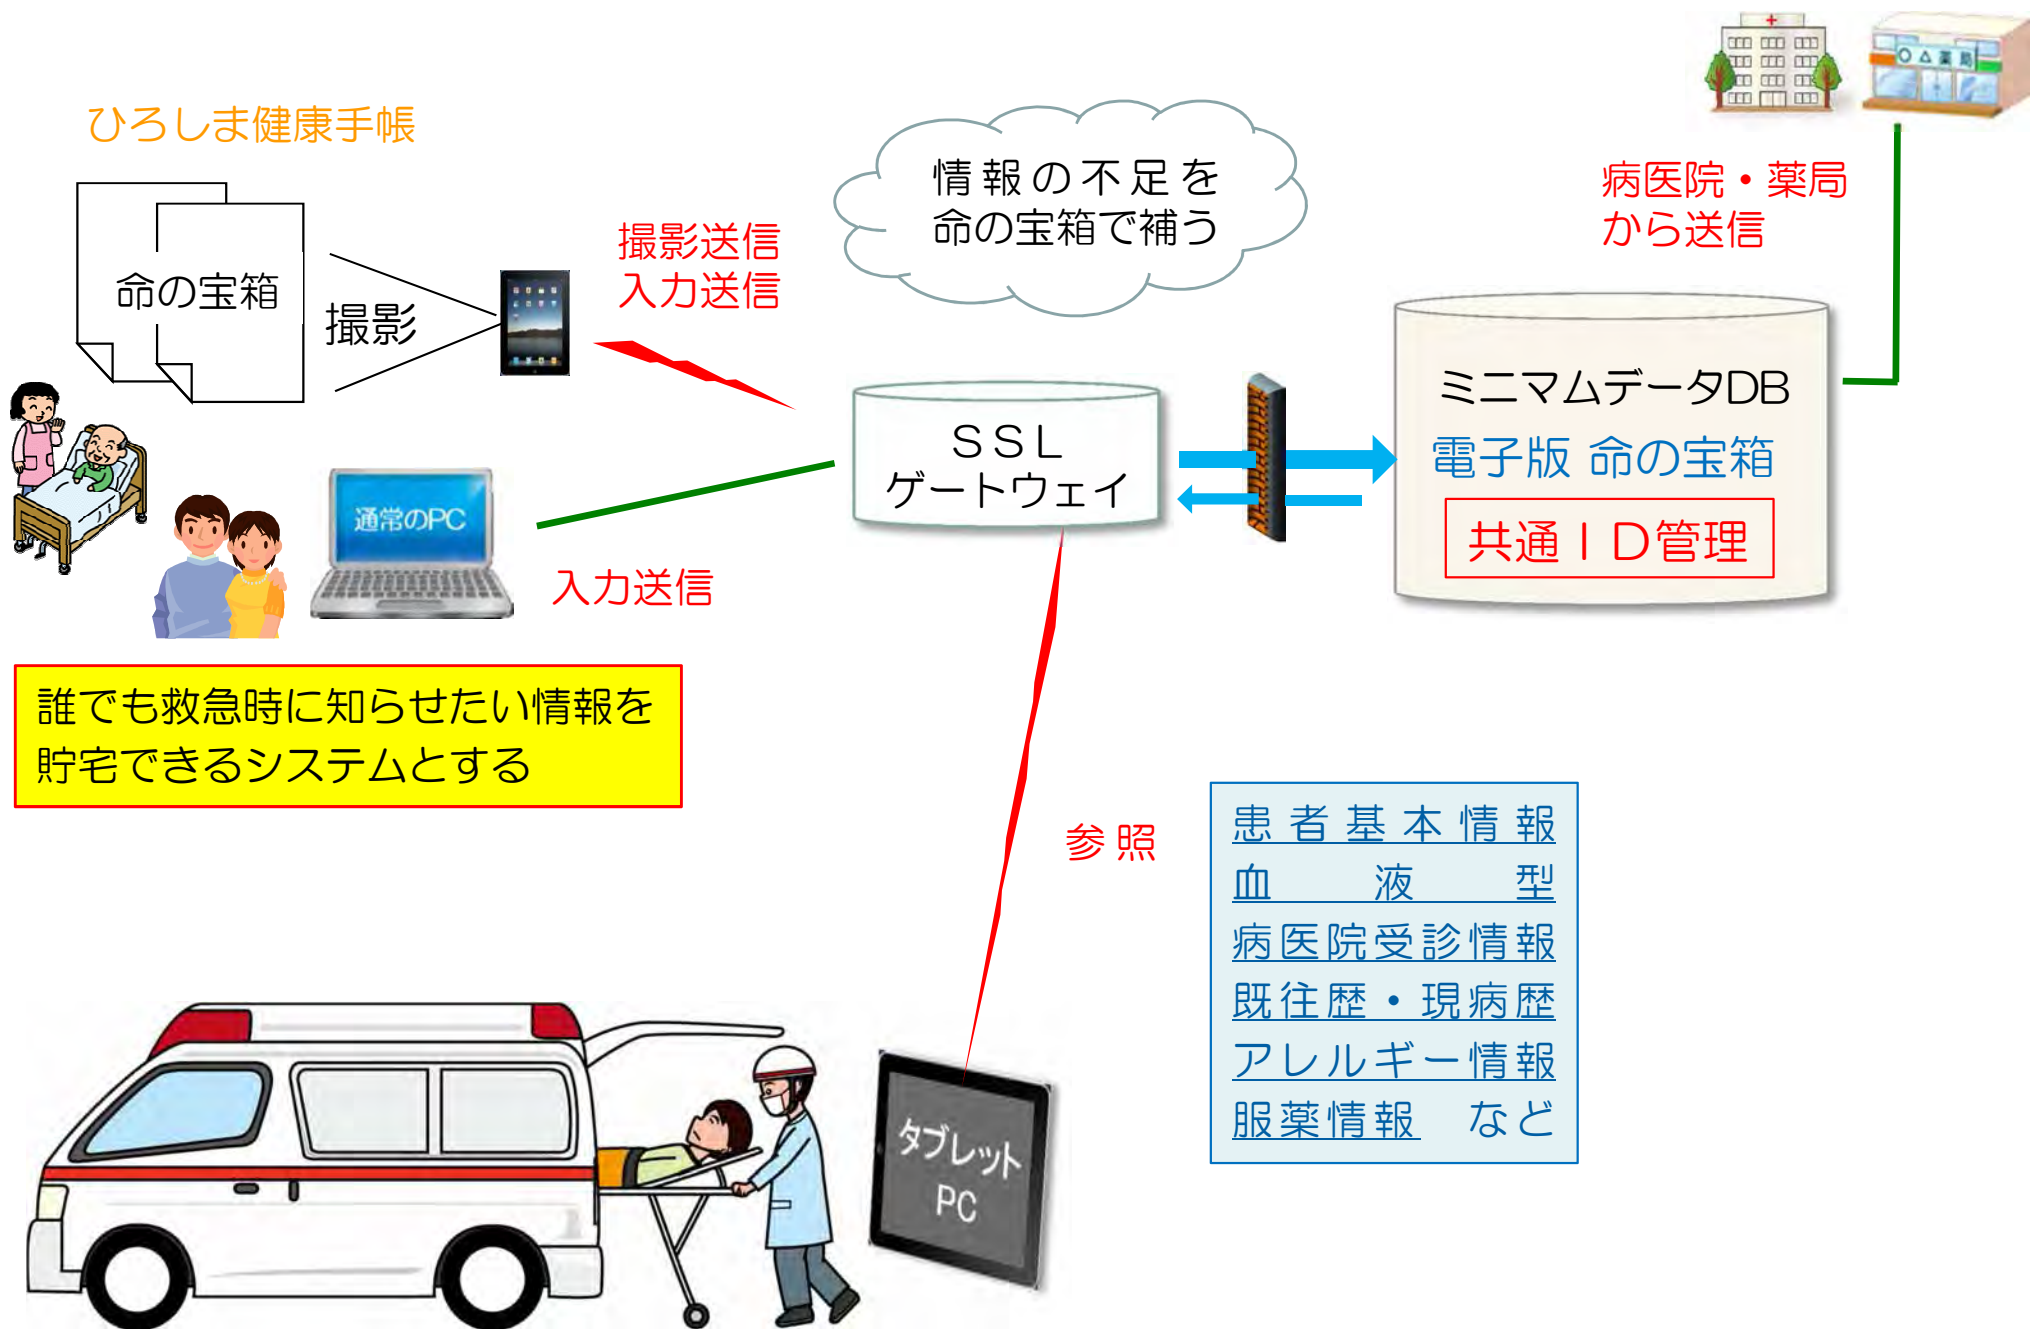 ひろしま健康手帳
命の宝箱
撮影
撮影送信
入力送信
情報の不足を
命の宝箱で補う
〇△薬局
病医院・薬局
から送信
ミニマムデータDB
電子版 命の宝箱
共通ID管理
SSL
ゲートウェイ
通常のPC
入力送信
誰でも救急時に知らせたい情報を
貯宅できるシステムとする
参照
患者基本情報
血液型
病医院受診情報
既往歴・現病歴
アレルギー情報
服薬情報 など
タブレット
PC